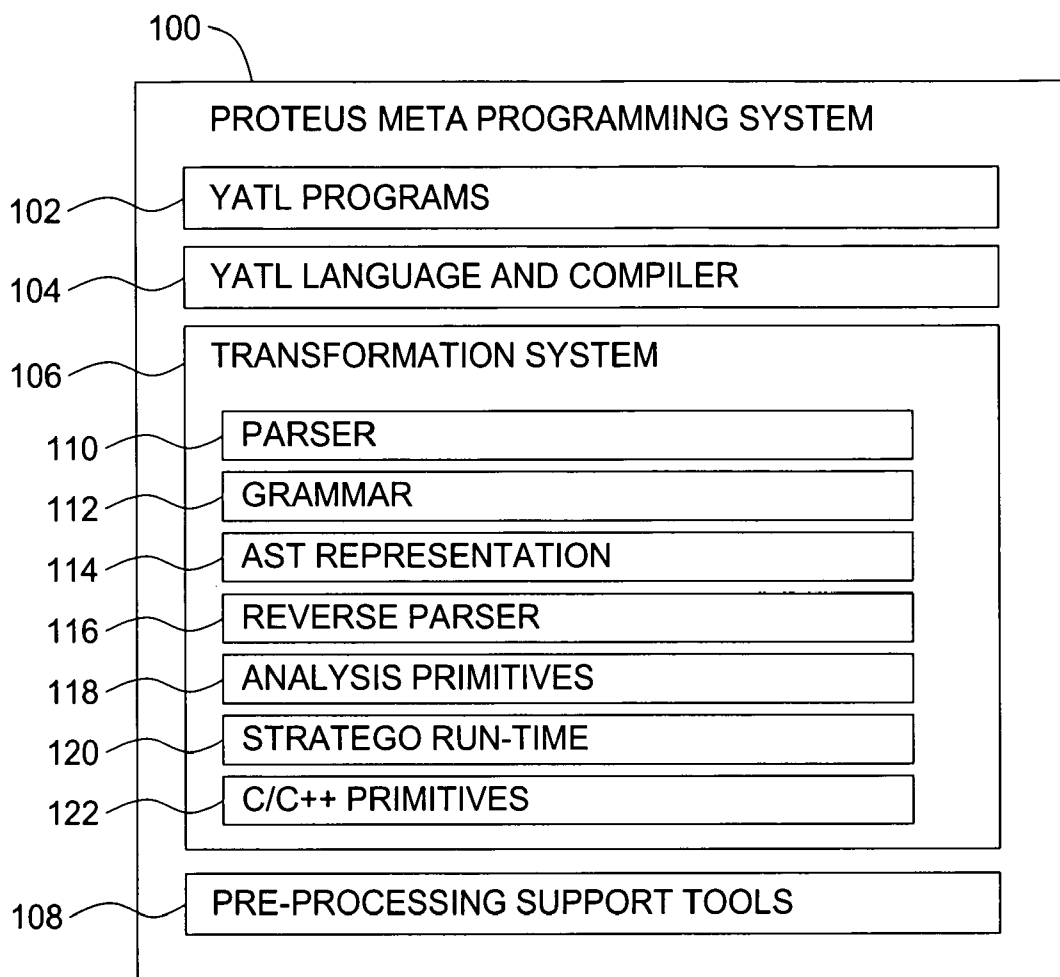 100
PROTEUS META PROGRAMMING SYSTEM
102 YATL PROGRAMS
104 YATL LANGUAGE AND COMPILER
106 TRANSFORMATION SYSTEM
110 PARSER
112 GRAMMAR
114 AST REPRESENTATION
116 REVERSE PARSER
118 ANALYSIS PRIMITIVES
120 STRATEGO RUN-TIME
122 C/C++ PRIMITIVES
108 PRE-PROCESSING SUPPORT TOOLS